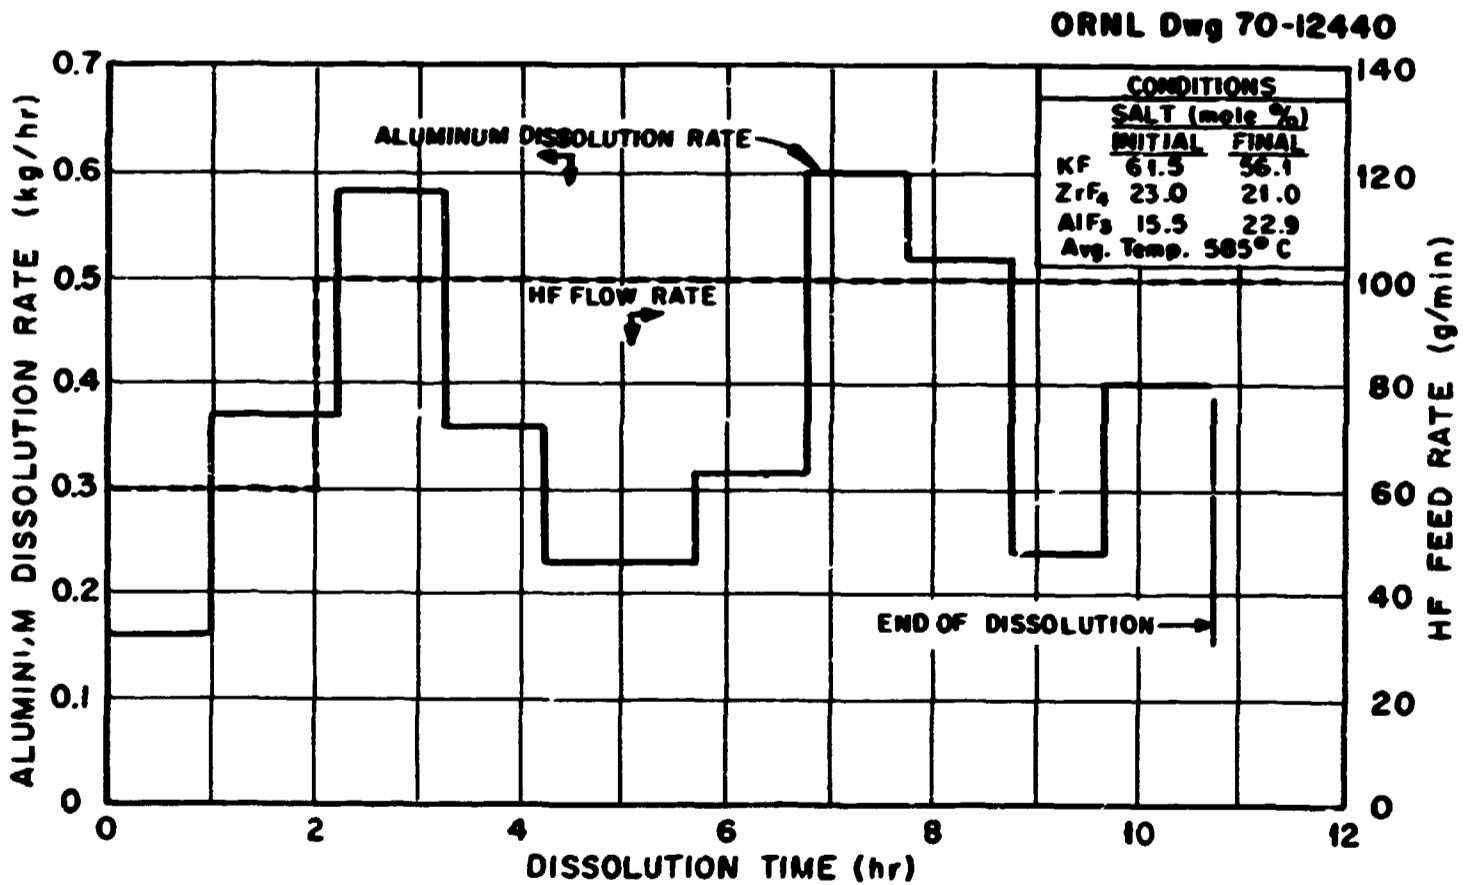 ORNL Dwg 70-12440
ALUMINUM DISSOLUTION RATE (kg/hr)
0.7
0.6
0.5
0.4
0.3
0.2
0.1
0
ALUMINUM DISSOLUTION RATE
HF FLOW RATE
END OF DISSOLUTION
CONDITIONS
SALT (mole %)
INITIAL FINAL
KF 61.5 56.1
ZrF4 23.0 21.0
AlF3 15.5 22.9
Avg. Temp. 585° C
140
120
100
80
60
40
20
0
HF FEED RATE (g/min)
0 2 4 6 8 10 12
DISSOLUTION TIME (hr)